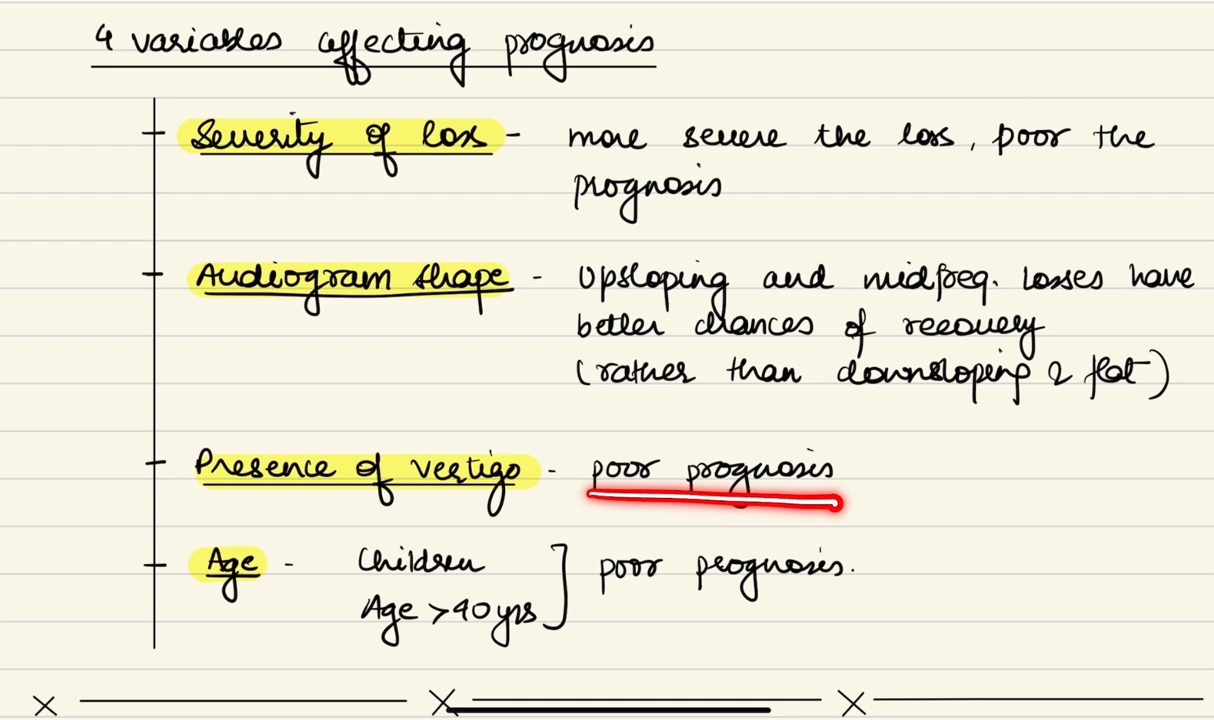 4 variables affecting prognosis
Severity of loss - more severe the loss, poor the
prognosis
Audiogram shape - Upsloping and midfreq. losses have
better chances of recovery
(rather than downsloping & flat)
Presence of vertigo - poor prognosis
Age - Children
Age >40yrs ] poor prognosis.